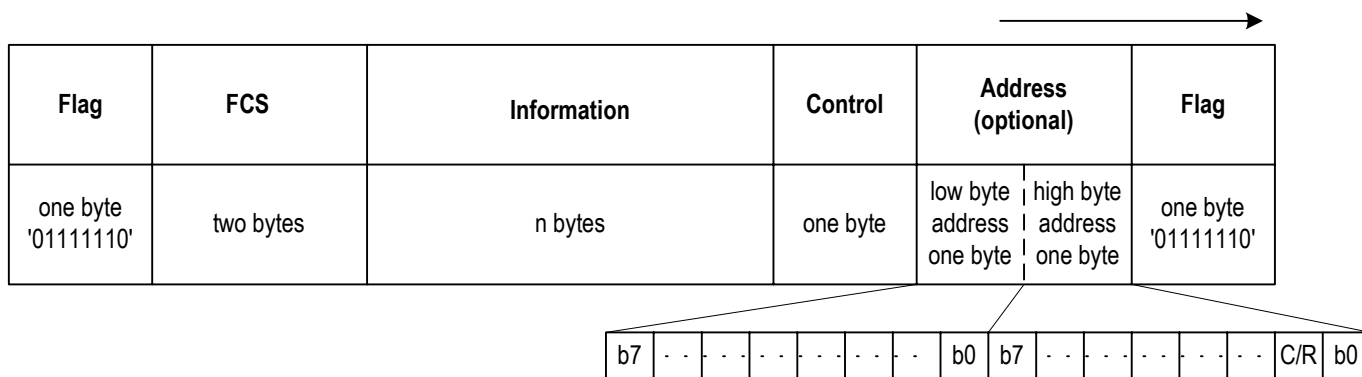 Flag
FCS
Information
Control
Address
(optional)
Flag
one byte
'01111110'
two bytes
n bytes
one byte
low byte
address
one byte
high byte
address
one byte
one byte
'01111110'
b7 - - - - - - - - - - - - b0 b7 - - - - - - - - - - - C/R b0